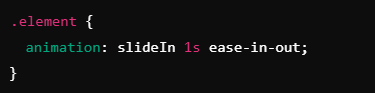 .element {
  animation: slideIn 1s ease-in-out;
}